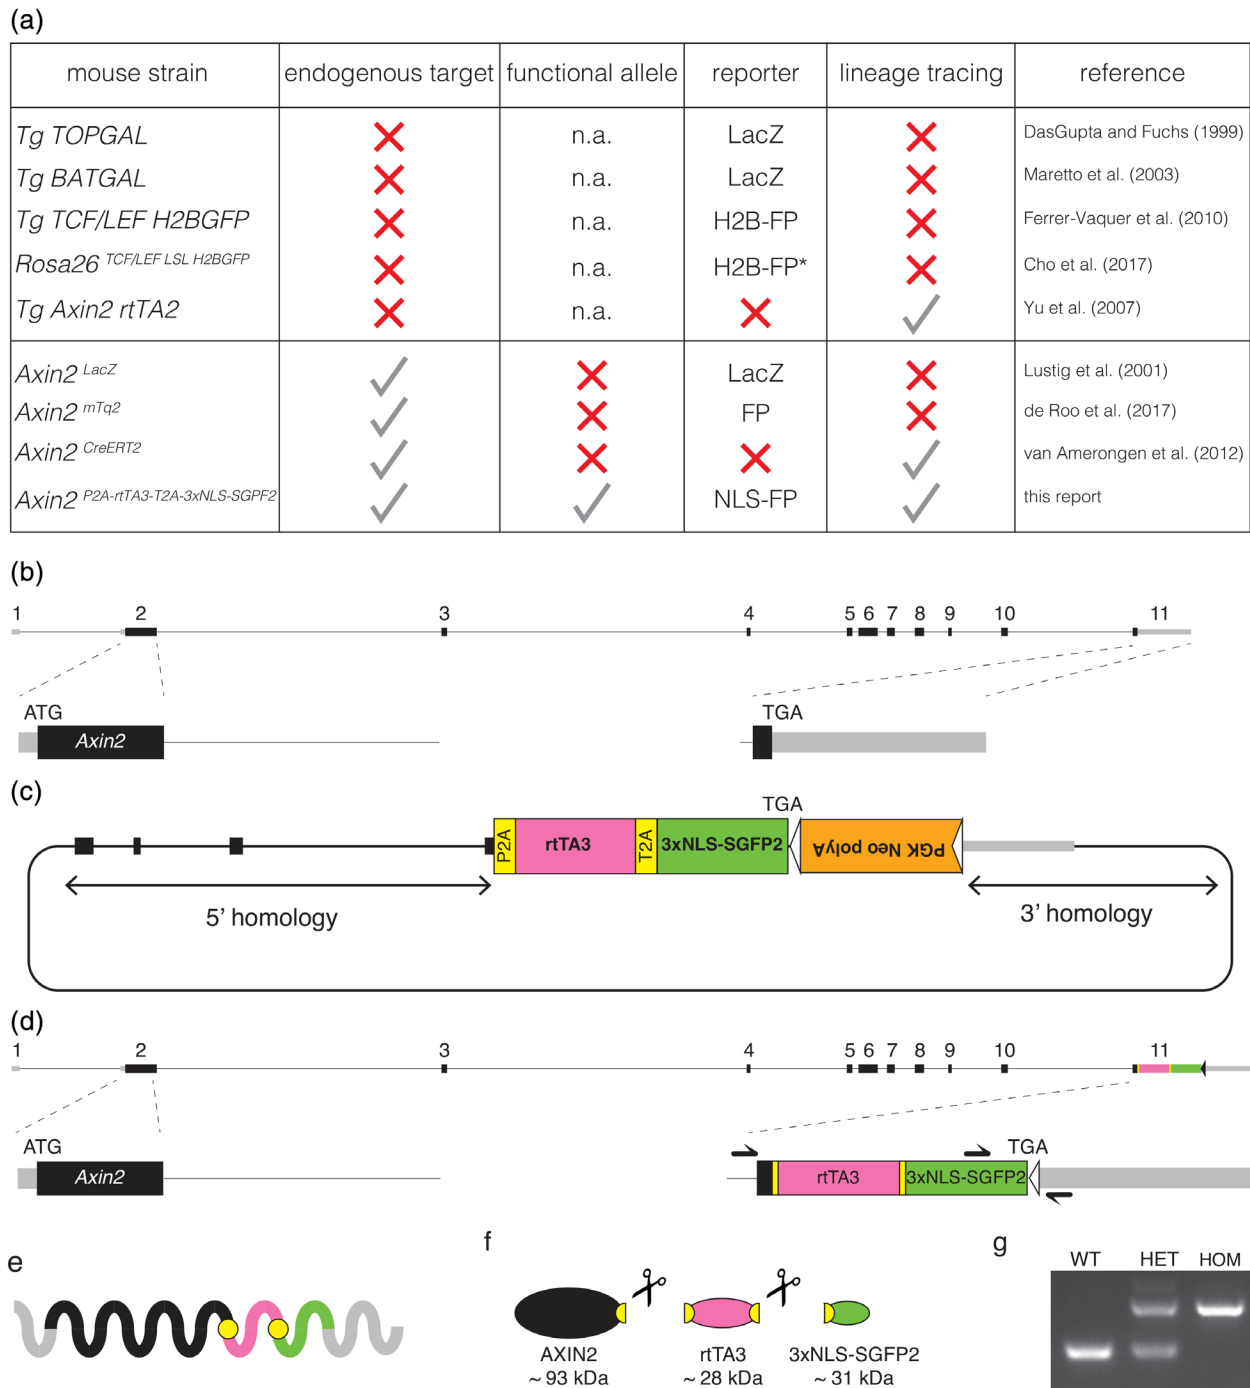 (a)
mouse strain endogenous target functional allele reporter lineage tracing reference
Tg TOPGAL n.a. LacZ DasGupta and Fuchs (1999)
Tg BATGAL n.a. LacZ Maretto et al. (2003)
Tg TCF/LEF H2BGFP n.a. H2B-FP Ferrer-Vaquer et al. (2010)
Rosa26 TCF/LEF LSL H2BGFP n.a. H2B-FP* Cho et al. (2017)
Tg Axin2 rtTA2 n.a. Yu et al. (2007)
Axin2 LacZ LacZ Lustig et al. (2001)
Axin2 mTq2 FP de Roo et al. (2017)
Axin2 CreERT2 van Amerongen et al. (2012)
Axin2 P2A-rtTA3-T2A-3xNLS-SGPF2 NLS-FP this report
(b)
1 2 3 4 5 6 7 8 9 10 11
ATG TGA
Axin2
(c)
TGA
P2A rtTA3 T2A 3xNLS-SGFP2 PGK Neo polyA
5’ homology 3’ homology
(d)
1 2 3 4 5 6 7 8 9 10 11
ATG TGA
Axin2 rtTA3 3xNLS-SGFP2
e
f
AXIN2 rtTA3 3xNLS-SGFP2
~ 93 kDa ~ 28 kDa ~ 31 kDa
g
WT HET HOM